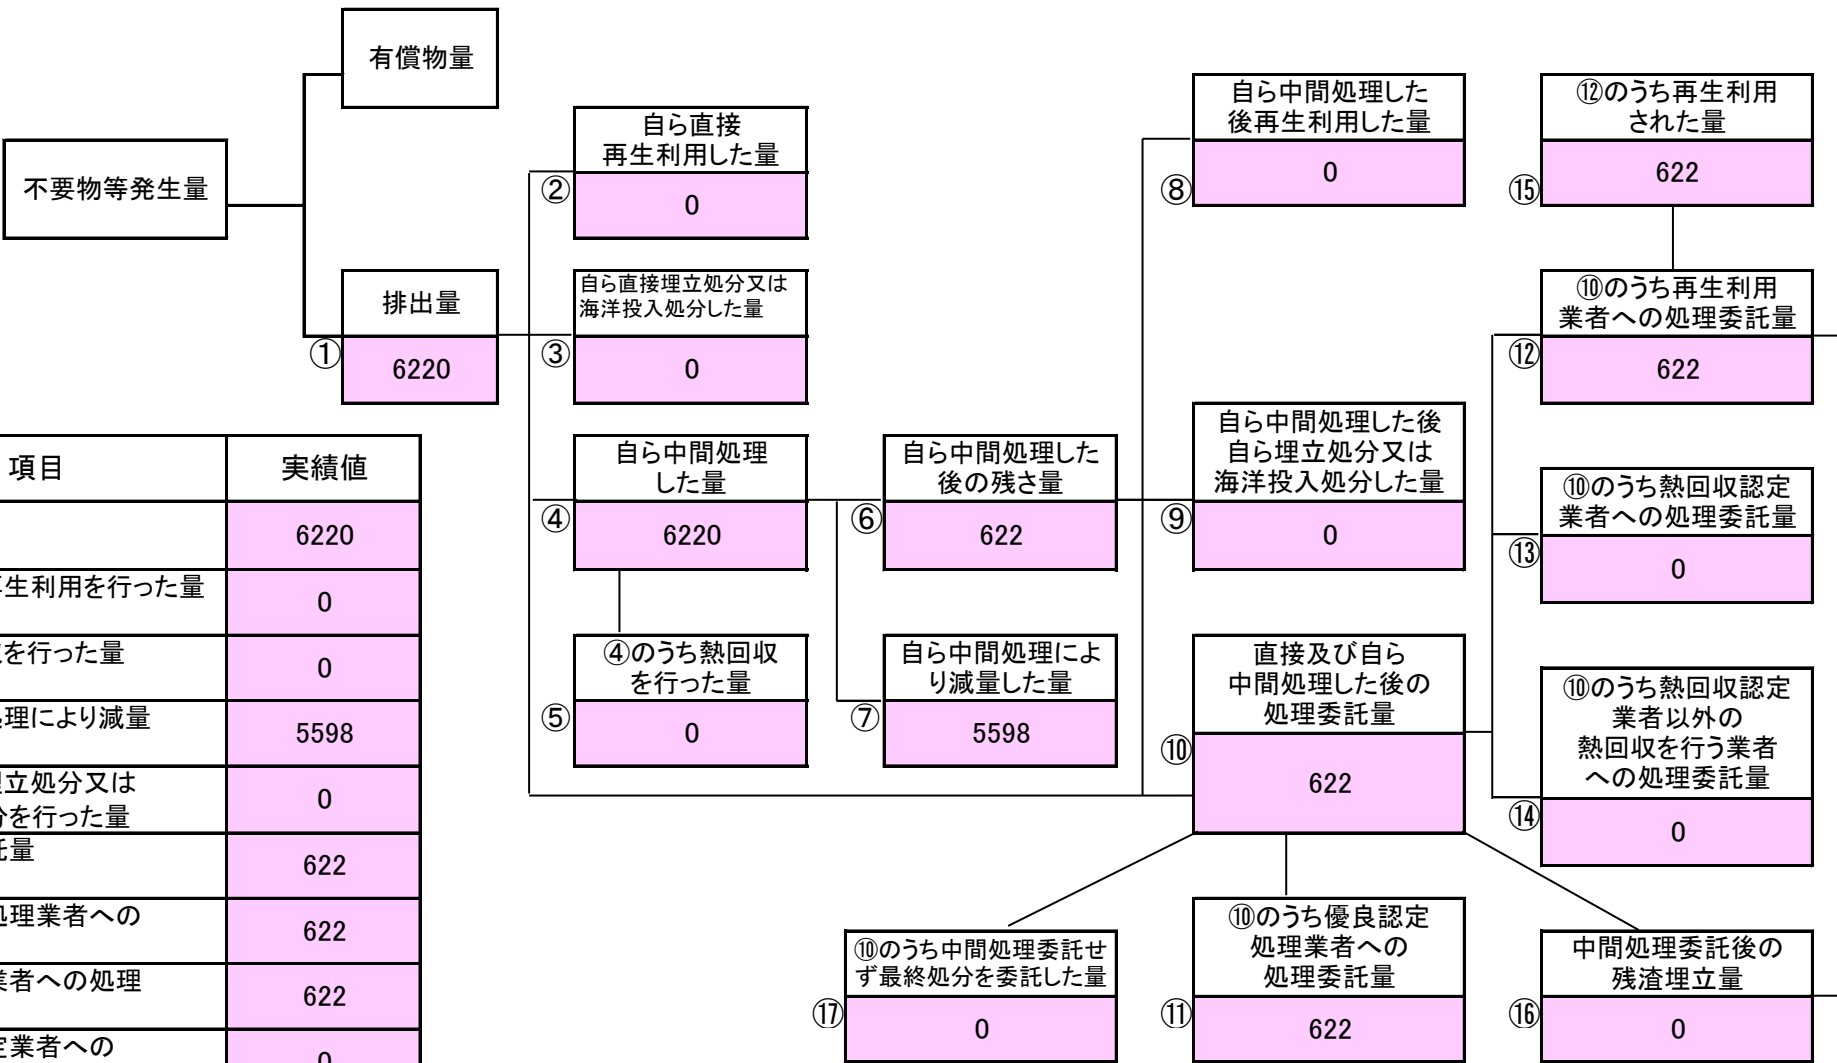 有償物量
不要物等発生量
排出量
①
6220
自ら直接
再生利用した量
②
0
自ら直接埋立処分又は
海洋投入処分した量
③
0
自ら中間処理
した量
④
6220
④のうち熱回収
を行った量
⑤
0
自ら中間処理した
後の残さ量
⑥
622
自ら中間処理によ
り減量した量
⑦
5598
自ら中間処理した
後再生利用した量
⑧
0
自ら中間処理した後
自ら埋立処分又は
海洋投入処分した量
⑨
0
直接及び自ら
中間処理した後の
処理委託量
⑩
622
⑩のうち優良認定
処理業者への
処理委託量
⑪
622
⑫のうち再生利用
された量
⑮
622
⑩のうち再生利用
業者への処理委託量
⑫
622
⑩のうち熱回収認定
業者への処理委託量
⑬
0
⑩のうち熱回収認定
業者以外の
熱回収を行う業者
への処理委託量
⑭
0
中間処理委託後の
残渣埋立量
⑯
0
⑩のうち中間処理委託せ
ず最終処分を委託した量
⑰
0
項目
実績値
6220
生利用を行った量
0
を行った量
0
理により減量
5598
立処分又は
を行った量
0
量
622
処理業者への
622
業者への処理
622
業者への
0